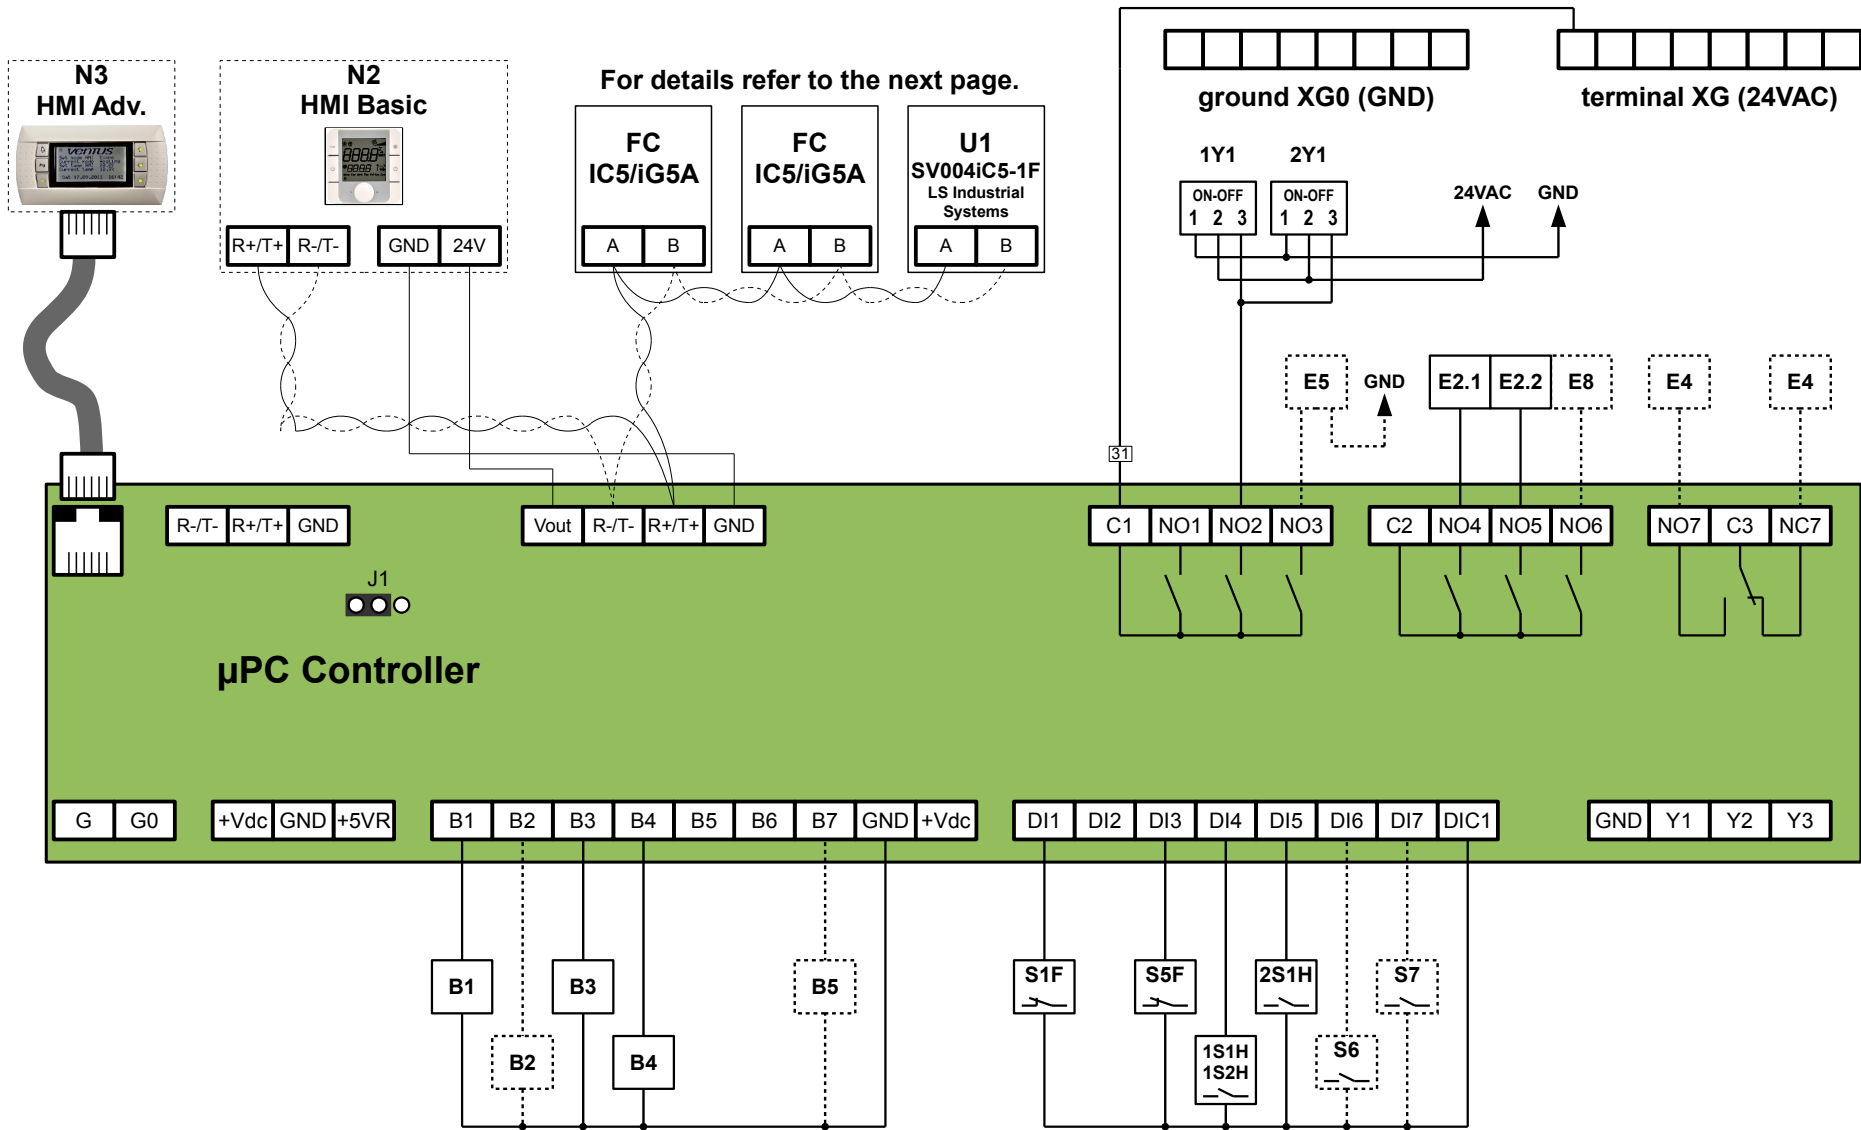 N3
HMI Adv.
N2
HMI Basic
For details refer to the next page.
ground XG0 (GND)
terminal XG (24VAC)
VENTUS
R+/T+ R-/T- GND 24V
FC
IC5/iG5A
A B
FC
IC5/iG5A
A B
U1
SV004iC5-1F
LS Industrial
Systems
A B
1Y1
ON-OFF
1 2 3
2Y1
ON-OFF
1 2 3
24VAC
GND
E5
GND
E2.1 E2.2 E8
E4
E4
31
R-/T- R+/T+ GND
Vout R-/T- R+/T+ GND
C1 NO1 NO2 NO3
C2 NO4 NO5 NO6
NO7 C3 NC7
J1
µPC Controller
G G0
+Vdc GND +5VR
B1 B2 B3 B4 B5 B6 B7 GND +Vdc
DI1 DI2 DI3 DI4 DI5 DI6 DI7 DIC1
GND Y1 Y2 Y3
B1
B3
B5
S1F
S5F
2S1H
S7
B2
B4
1S1H
1S2H
S6